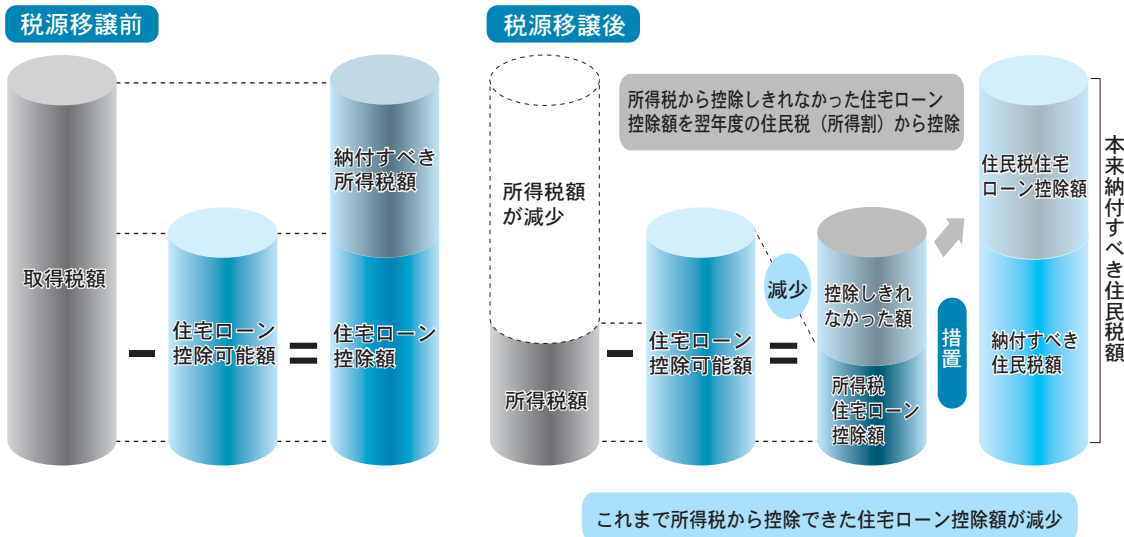 税源移譲前
取得税額
住宅ローン
控除可能額
納付すべき
所得税額
住宅ローン
控除額
税源移譲後
所得税額
が減少
所得税額
住宅ローン
控除可能額
減少
所得税から控除しきれなかった住宅ローン
控除額を翌年度の住民税（所得割）から控除
控除しきれ
なかった額
所得税
住宅ローン
控除額
措置
住民税住宅
ローン控除額
納付すべき
住民税額
本来納付すべき住民税額
これまで所得税から控除できた住宅ローン控除額が減少